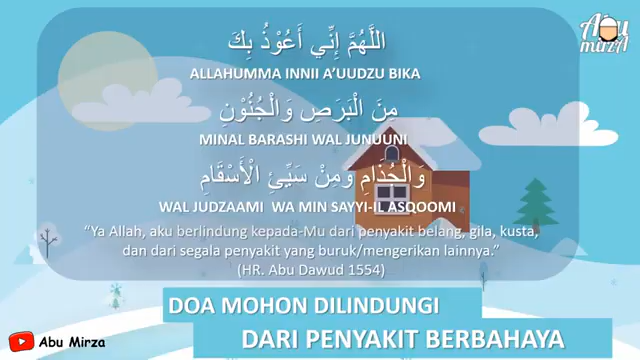 اللَّهُمَّ إِنِّي أَعُوْذُ بِكَ
ALLAHUMMA INNII A’UUDZU BIKA
مِنَ الْبَرَصِ وَالْجُنُوْنِ
MINAL BARASHI WAL JUNUUNI
وَالْجُذَامِ وَمِنْ سَيِّئِ الْأَسْقَامِ
WAL JUDZAAMI WA MIN SAYYI-IL ASQOOMI
“Ya Allah, aku berlindung kepada-Mu dari penyakit belang, gila, kusta,
dan dari segala penyakit yang buruk/mengerikan lainnya.”
(HR. Abu Dawud 1554)
DOA MOHON DILINDUNGI
DARI PENYAKIT BERBAHAYA
Abu Mirza
Abu
mirzA